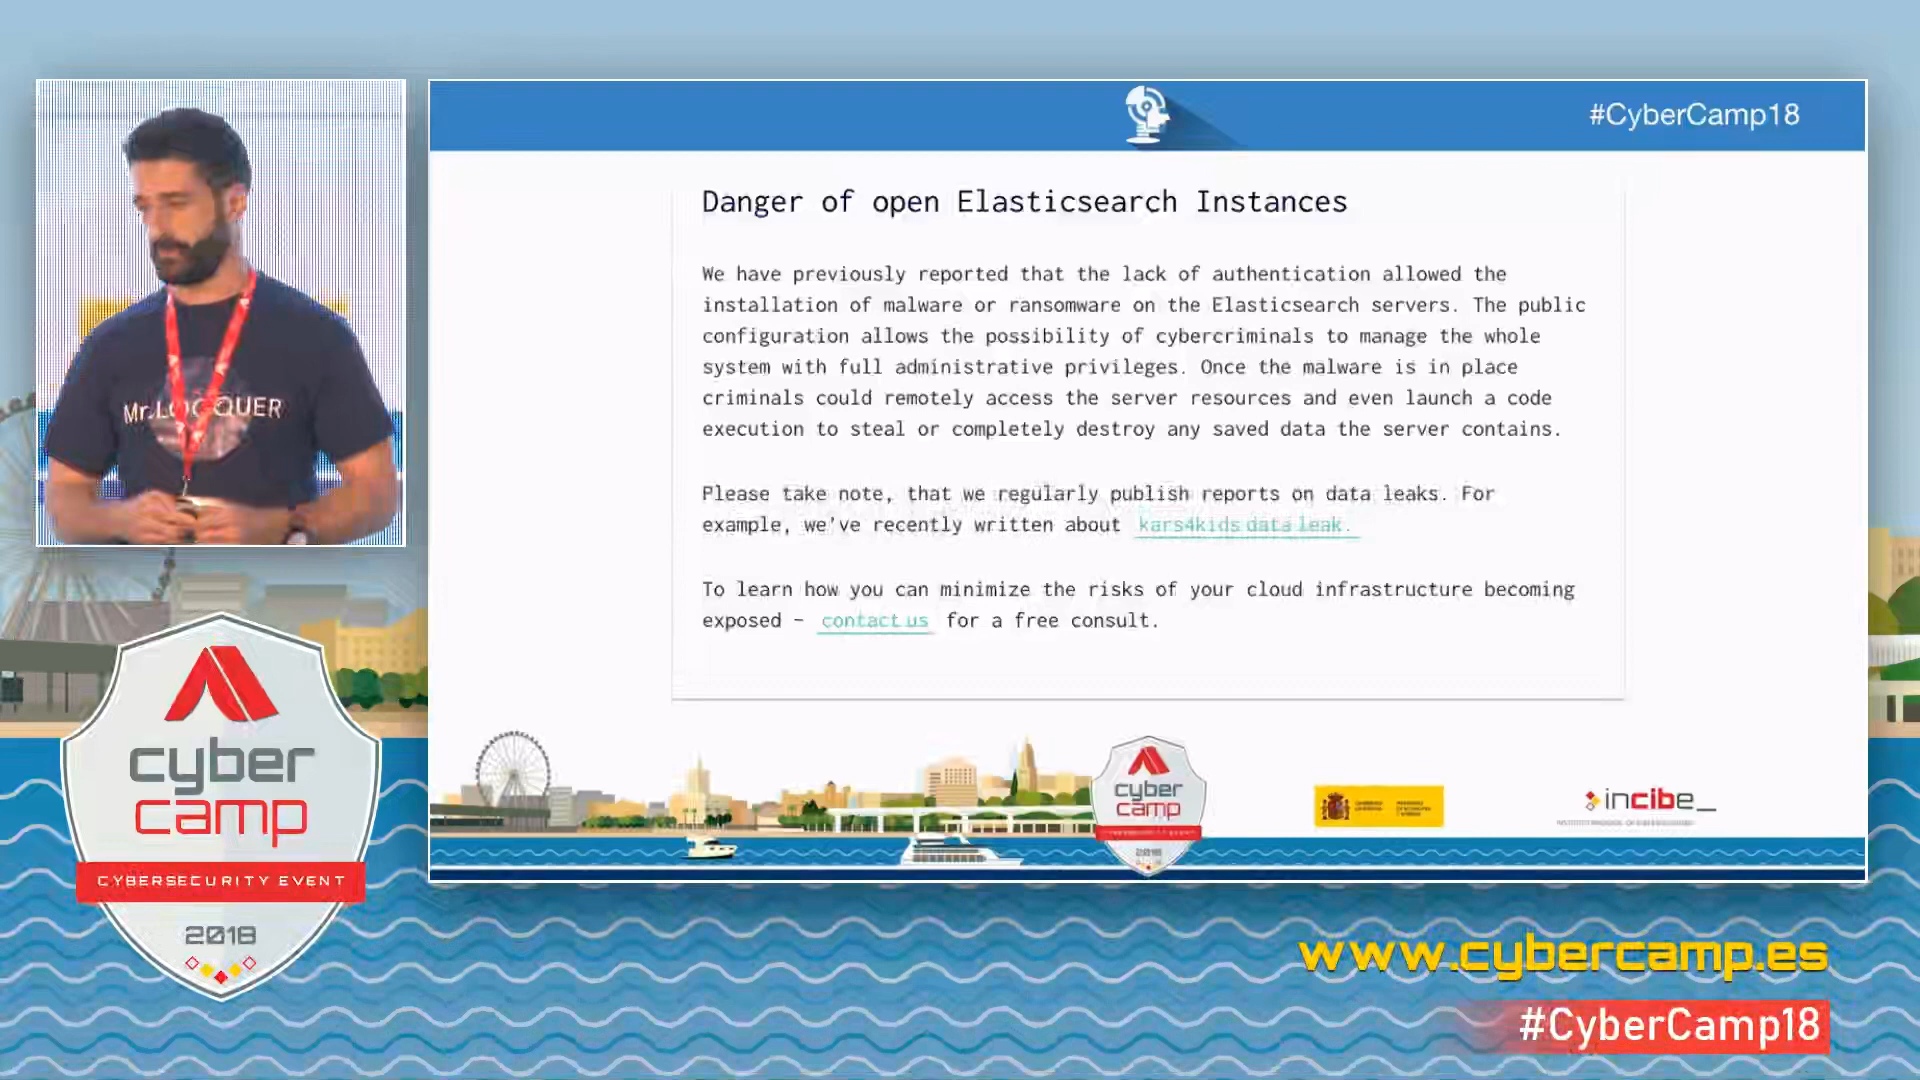 #CyberCamp18
Danger of open Elasticsearch Instances
We have previously reported that the lack of authentication allowed the
installation of malware or ransomware on the Elasticsearch servers. The public
configuration allows the possibility of cybercriminals to manage the whole
system with full administrative privileges. Once the malware is in place
criminals could remotely access the server resources and even launch a code
execution to steal or completely destroy any saved data the server contains.
Please take note, that we regularly publish reports on data leaks. For
example, we've recently written about kars4kids data leak.
To learn how you can minimize the risks of your cloud infrastructure becoming
exposed – contact us for a free consult.
cyber
camp
CYBERSECURITY EVENT
2018
incibe_
cyber
camp
CYBERSECURITY EVENT
2018
www.cybercamp.es
#CyberCamp18